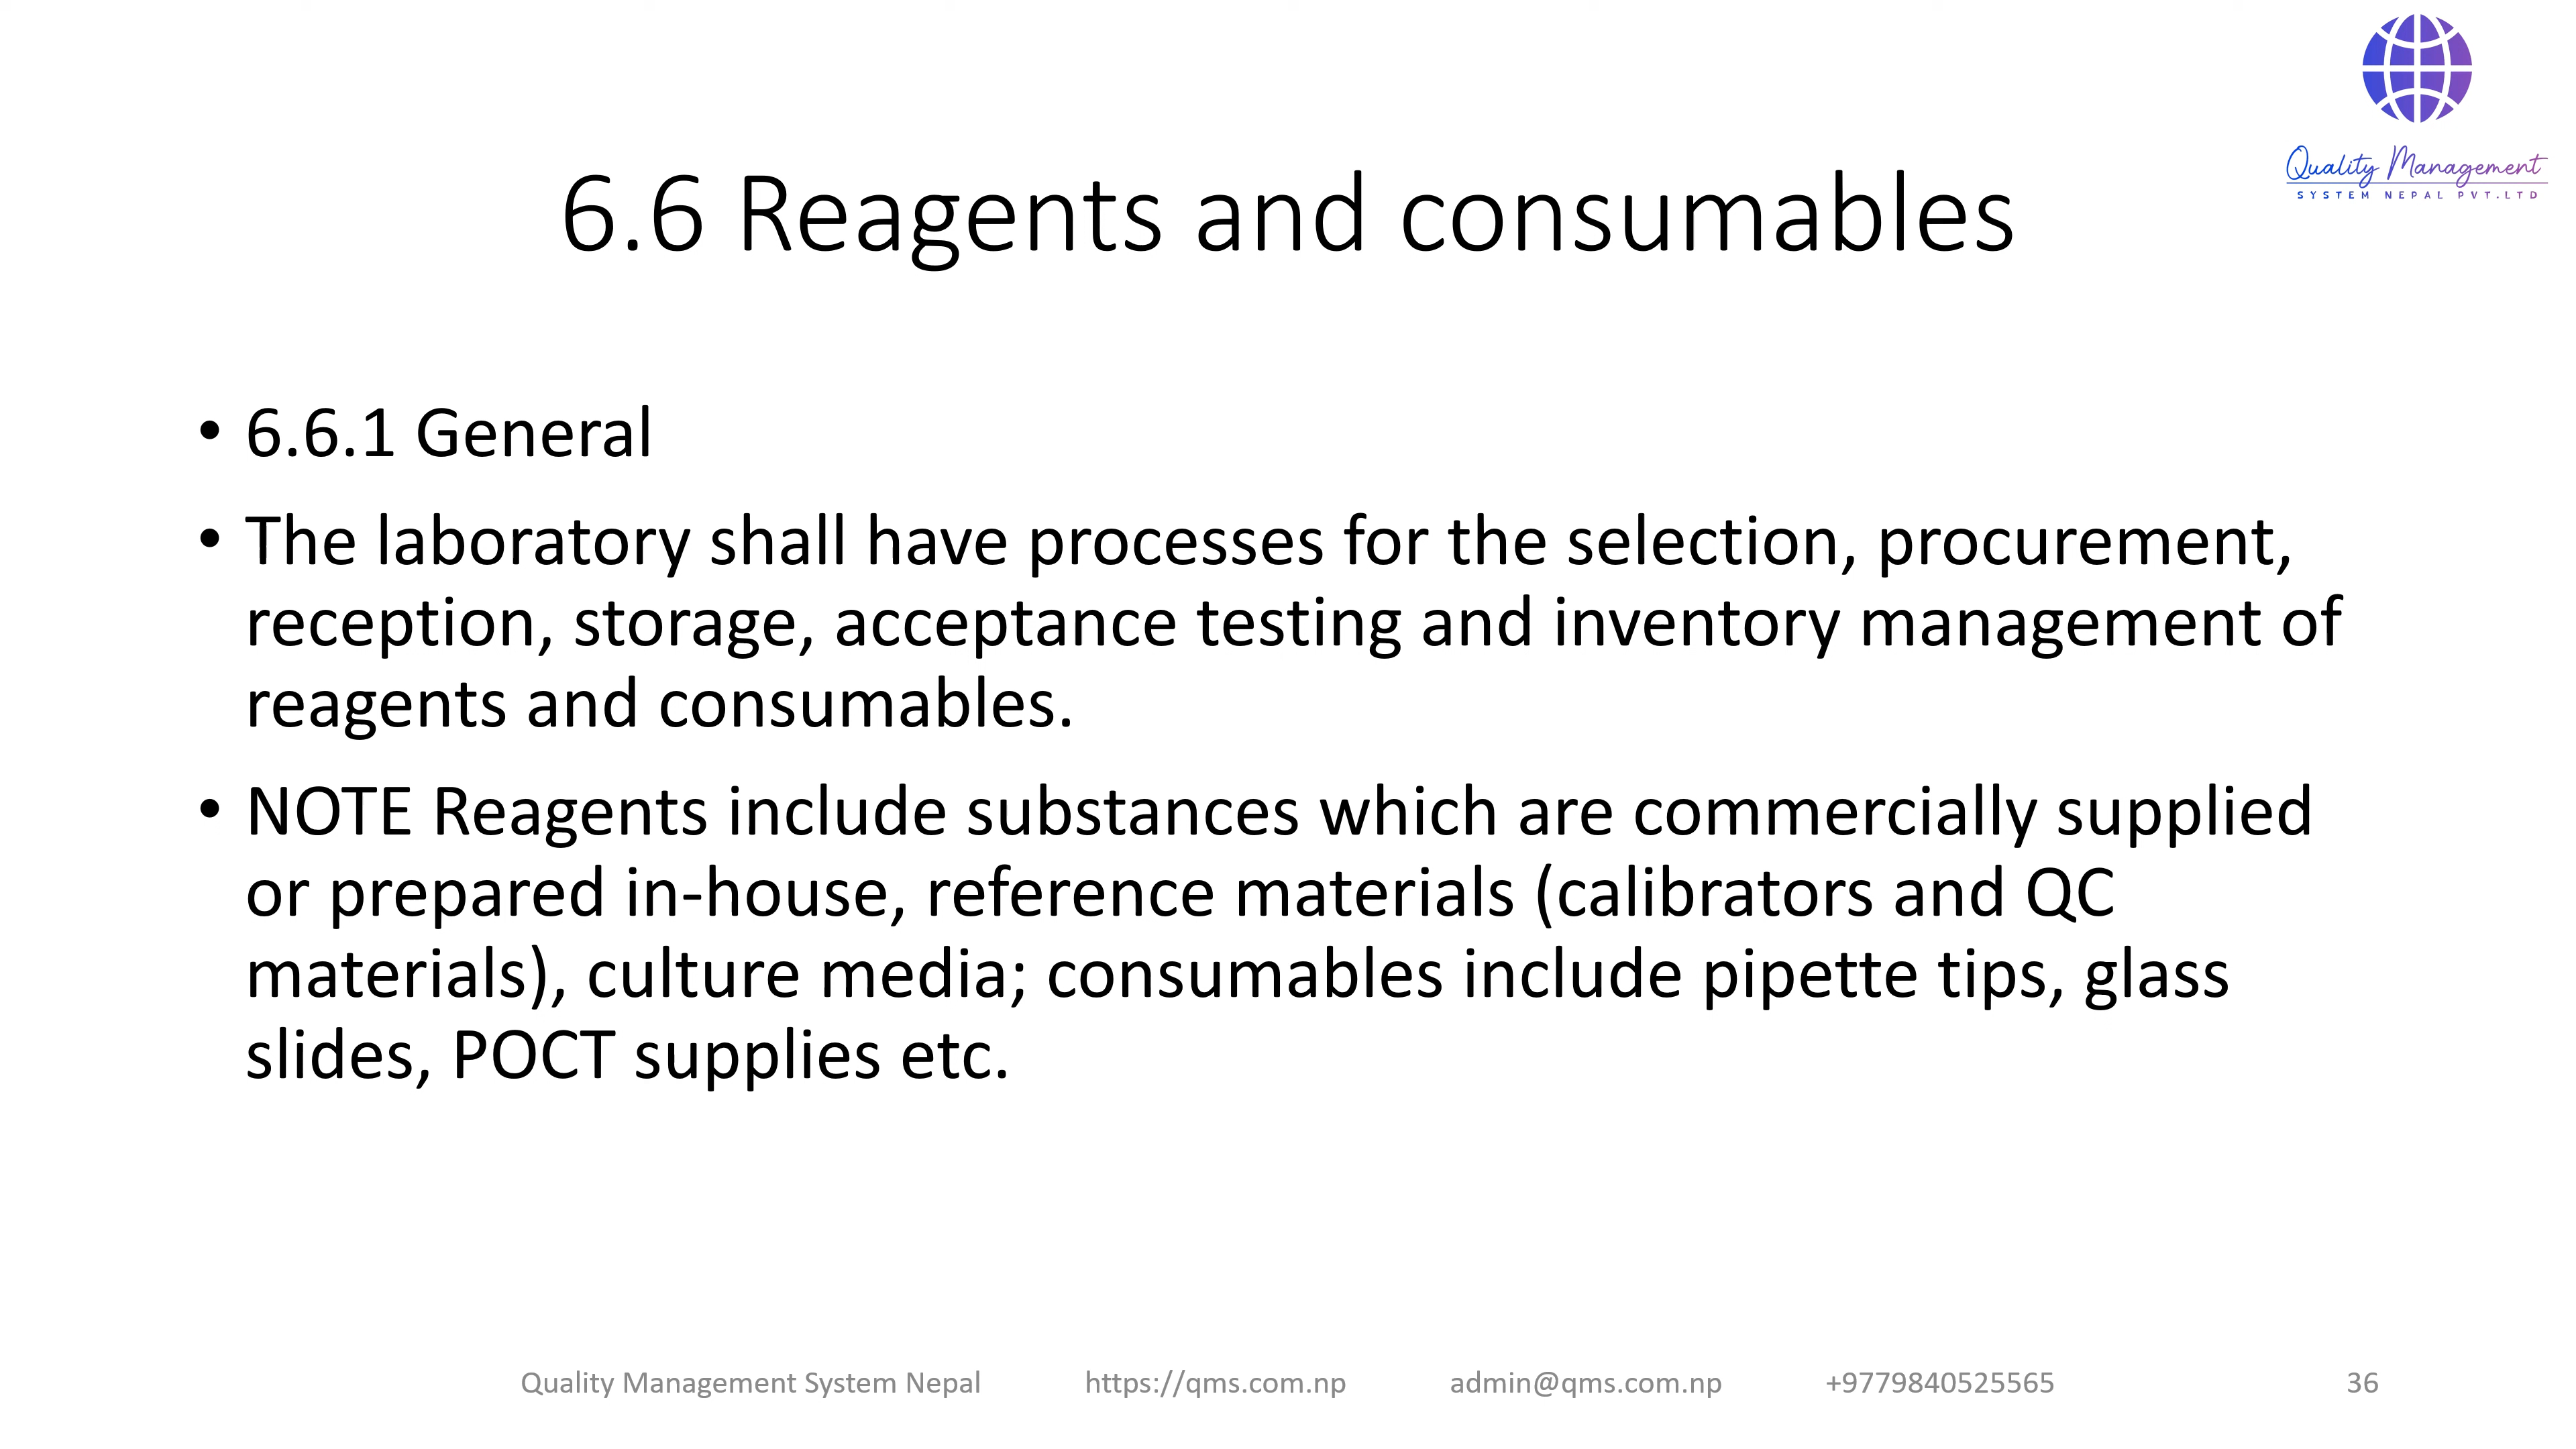 Quality Management
SYSTEM NEPAL PVT.LTD
6.6 Reagents and consumables
• 6.6.1 General
• The laboratory shall have processes for the selection, procurement,
reception, storage, acceptance testing and inventory management of
reagents and consumables.
• NOTE Reagents include substances which are commercially supplied
or prepared in-house, reference materials (calibrators and QC
materials), culture media; consumables include pipette tips, glass
slides, POCT supplies etc.
Quality Management System Nepal https://qms.com.np admin@qms.com.np +9779840525565 36